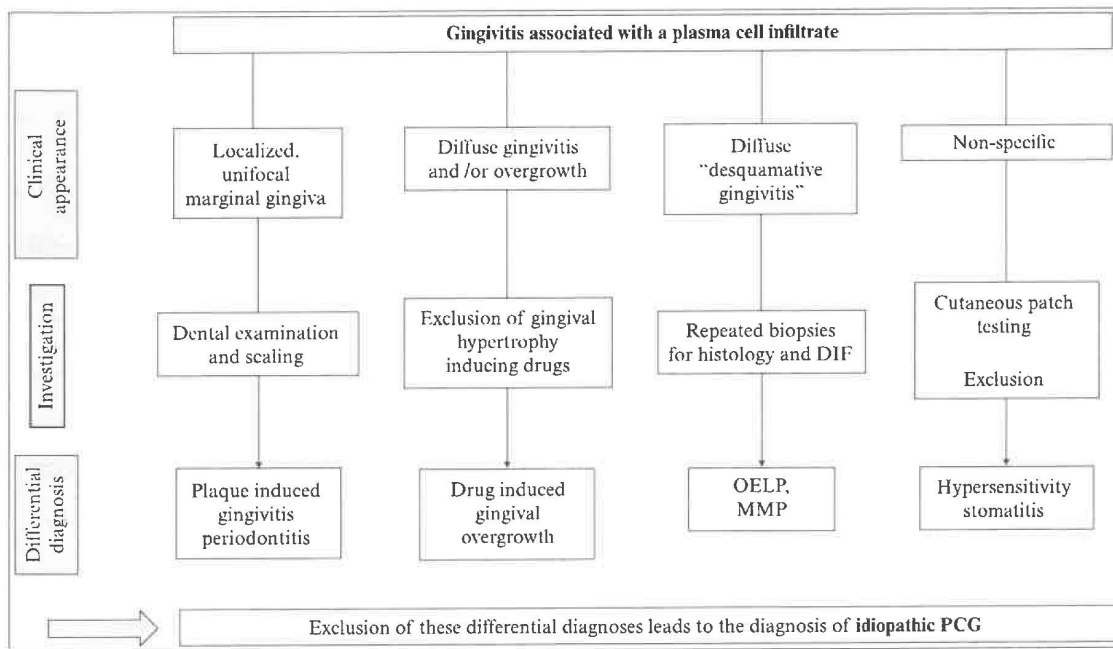 Gingivitis associated with a plasma cell infiltrate
Clinical
appearance
Localized,
unifocal
marginal gingiva
Diffuse gingivitis
and /or overgrowth
Diffuse
“desquamative
gingivitis“
Non-specific
Investigation
Dental examination
and scaling
Exclusion of gingival
hypertrophy
inducing drugs
Repeated biopsies
for histology and DIF
Cutaneous patch
testing
Exclusion
Differential
diagnosis
Plaque induced
gingivitis
periodontitis
Drug induced
gingival
overgrowth
OELP,
MMP
Hypersensitivity
stomatitis
Exclusion of these differential diagnoses leads to the diagnosis of idiopathic PCG